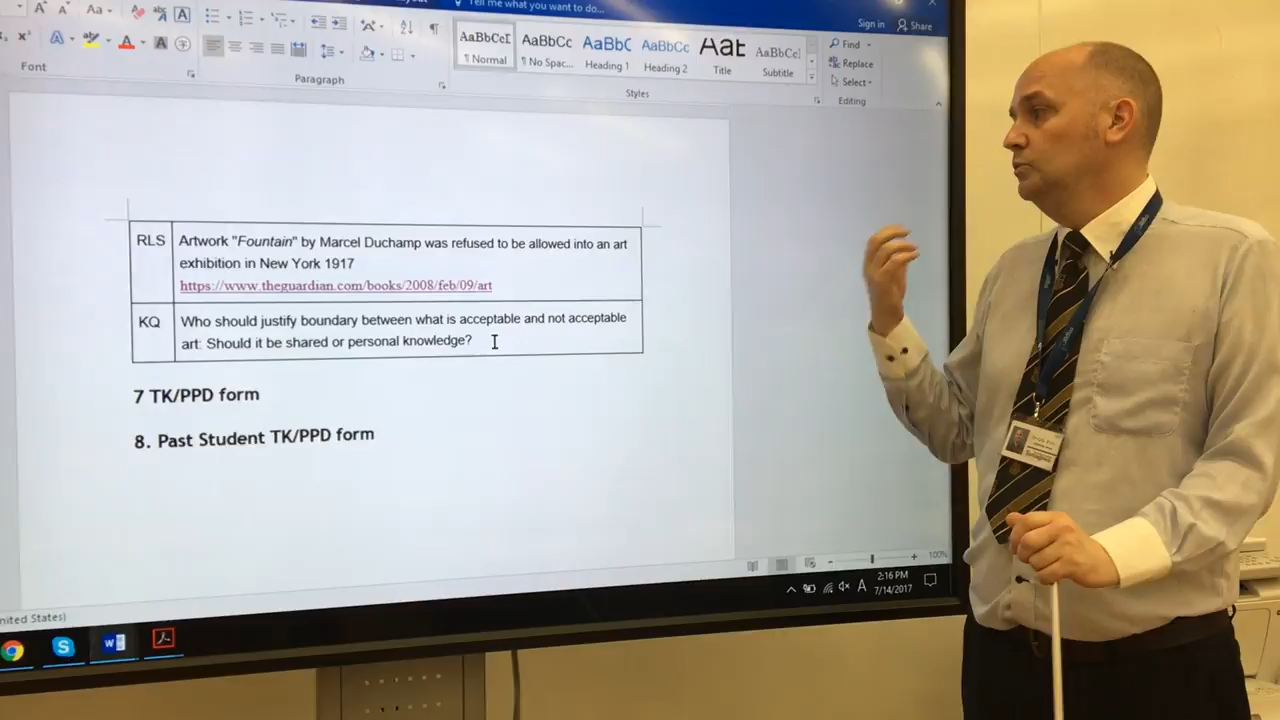 Tell me what you want to do...
Sign in
Share
Aa
A
Font
Paragraph
AaBbCcI
AaBbCc
AaBbC
AaBbCc
AaBbCcI
¶ Normal
¶ No Spac...
Heading 1
Heading 2
Title
Subtitle
Styles
Find
Replace
Select
Editing
RLS
Artwork "Fountain" by Marcel Duchamp was refused to be allowed into an art
exhibition in New York 1917
https://www.theguardian.com/books/2008/feb/09/art
KQ
Who should justify boundary between what is acceptable and not acceptable
art: Should it be shared or personal knowledge?
7 TK/PPD form
8. Past Student TK/PPD form
100%
2:16 PM
7/14/2017
nited States)